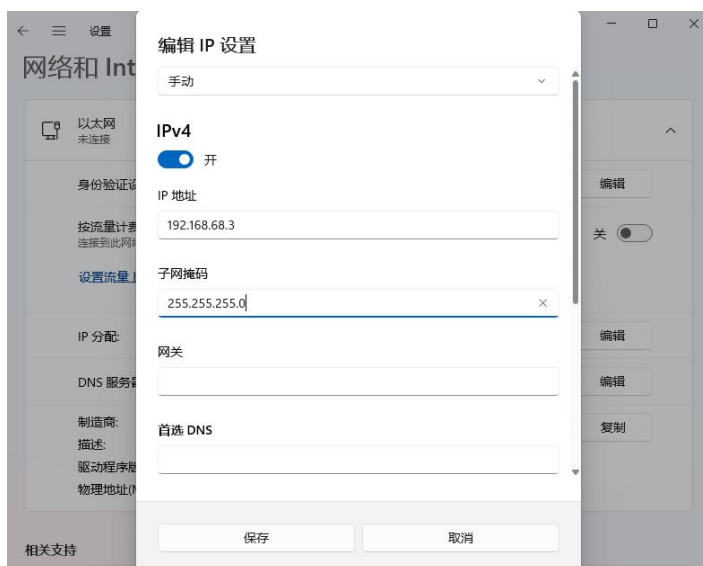 设置
网络和 Int
以太网
未连接
身份验证设
编辑
按流量计费
连接到此网络
关
设置流量上
IP 分配:
编辑
DNS 服务器
编辑
制造商:
复制
描述:
驱动程序版
物理地址(M
相关支持
编辑 IP 设置
手动
IPv4
开
IP 地址
192.168.68.3
子网掩码
255.255.255.0
网关
首选 DNS
保存
取消